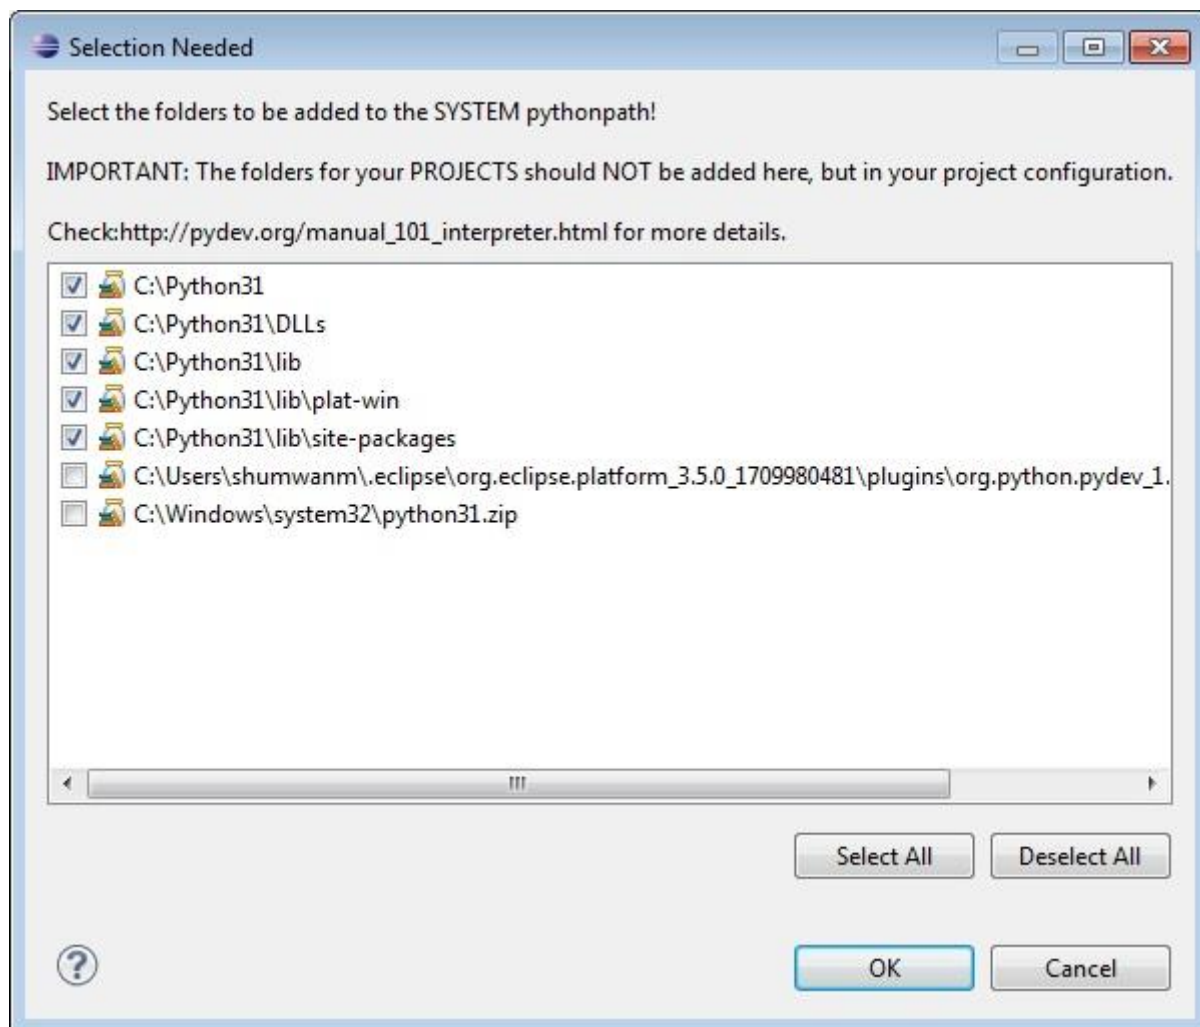 Selection Needed
Select the folders to be added to the SYSTEM pythonpath!
IMPORTANT: The folders for your PROJECTS should NOT be added here, but in your project configuration.
Check:http://pydev.org/manual_101_interpreter.html for more details.
C:\Python31
C:\Python31\DLLs
C:\Python31\lib
C:\Python31\lib\plat-win
C:\Python31\lib\site-packages
C:\Users\shumwanm\.eclipse\org.eclipse.platform_3.5.0_1709980481\plugins\org.python.pydev_1.
C:\Windows\system32\python31.zip
Select All
Deselect All
?
OK
Cancel